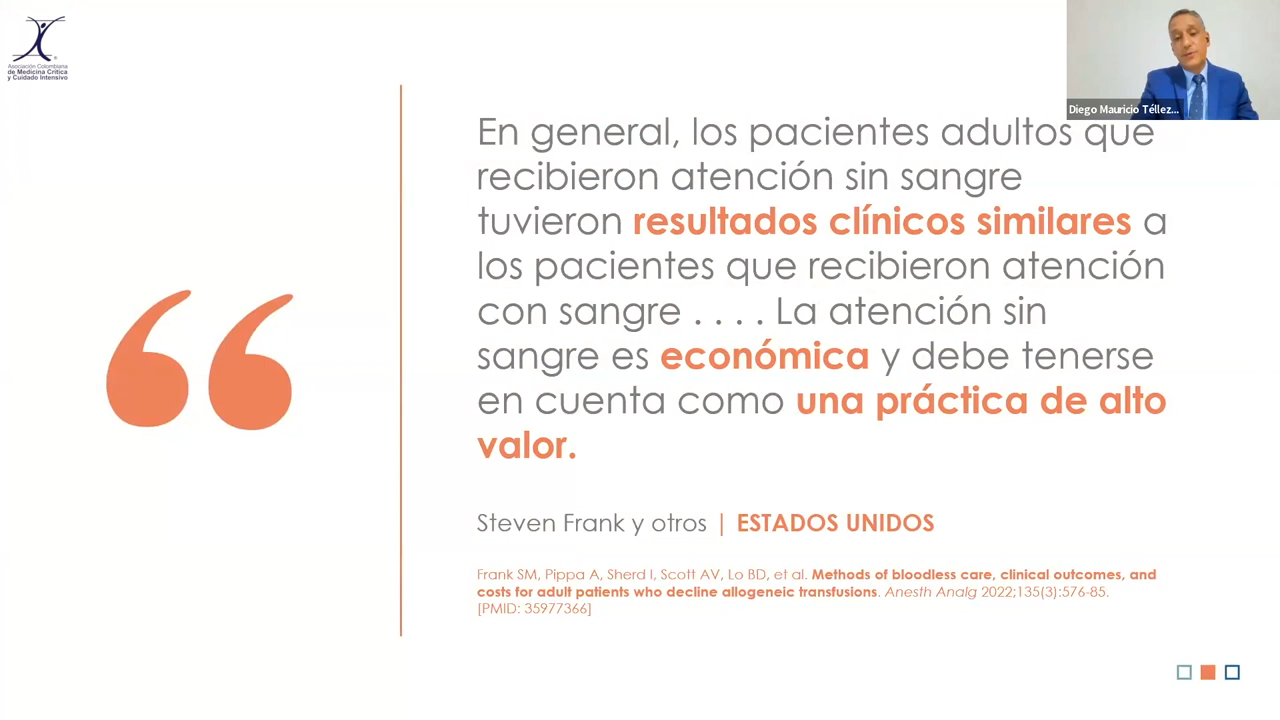 Asociación Colombiana
de Medicina Crítica
y Cuidado Intensivo
Diego Mauricio Téllez...
En general, los pacientes adultos que
recibieron atención sin sangre
tuvieron resultados clínicos similares a
los pacientes que recibieron atención
con sangre . . . . La atención sin
sangre es económica y debe tenerse
en cuenta como una práctica de alto
valor.
Steven Frank y otros | ESTADOS UNIDOS
Frank SM, Pippa A, Sherd I, Scott AV, Lo BD, et al. Methods of bloodless care, clinical outcomes, and
costs for adult patients who decline allogeneic transfusions. Anesth Analg 2022;135(3):576-85.
[PMID: 35977366]